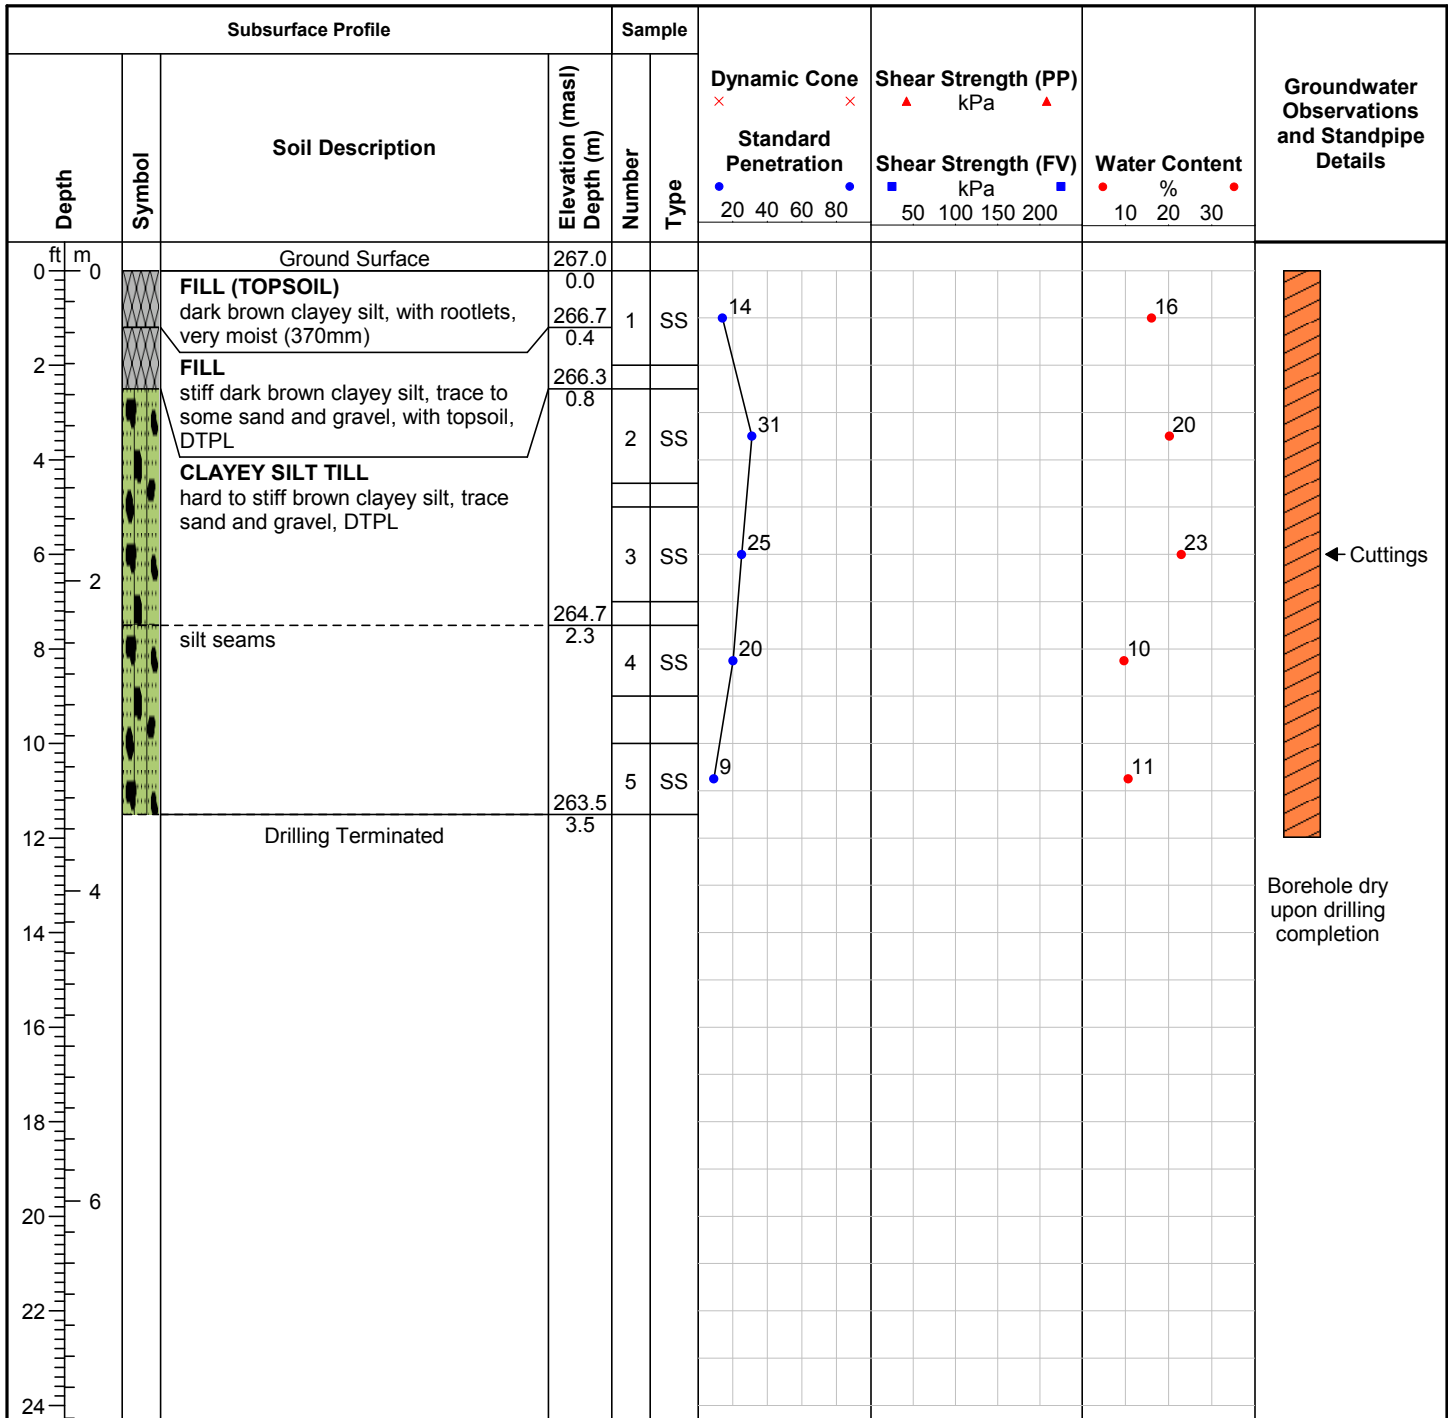 Subsurface Profile
Sample
Depth
Symbol
Soil Description
Elevation (masl)
Depth (m)
Number
Type
Dynamic Cone
Standard
Penetration
20 40 60 80
Shear Strength (PP)
kPa
Shear Strength (FV)
kPa
50 100 150 200
Water Content
%
10 20 30
Groundwater
Observations
and Standpipe
Details
ft m
Ground Surface
267.0
0 0
0.0
FILL (TOPSOIL)
dark brown clayey silt, with rootlets,
very moist (370mm)
266.7
0.4
1 SS
14
16
2
FILL
stiff dark brown clayey silt, trace to
some sand and gravel, with topsoil,
DTPL
266.3
0.8
2 SS
31
20
4
CLAYEY SILT TILL
hard to stiff brown clayey silt, trace
sand and gravel, DTPL
3 SS
25
23
6
2
Cuttings
264.7
2.3
silt seams
8
4 SS
20
10
10
5 SS
9
11
263.5
3.5
Drilling Terminated
12
4
Borehole dry
upon drilling
completion
14
16
18
6
20
22
24